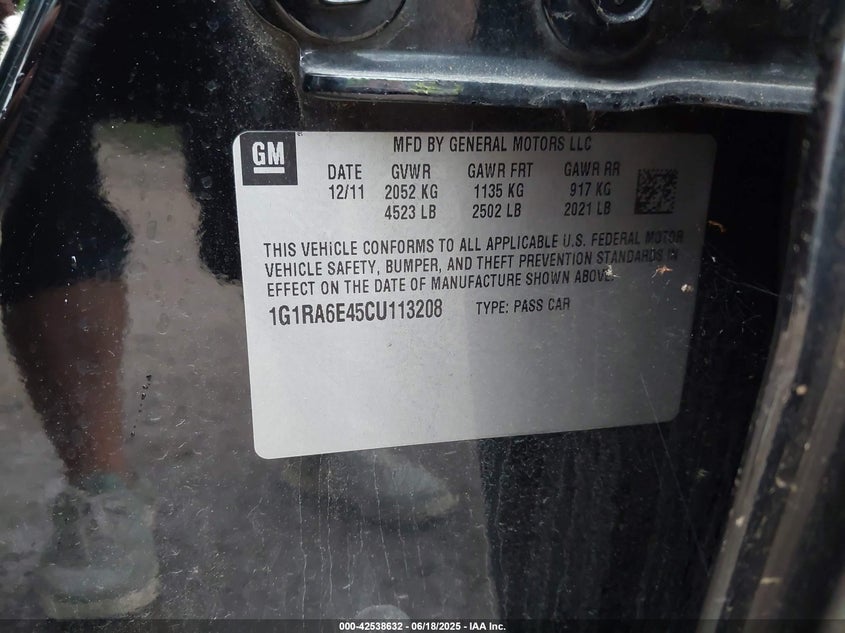 GM
MFD BY GENERAL MOTORS LLC
DATE GVWR GAWR FRT GAWR RR
12/11 2052 KG 1135 KG 917 KG
4523 LB 2502 LB 2021 LB
THIS VEHICLE CONFORMS TO ALL APPLICABLE U.S. FEDERAL MOTOR
VEHICLE SAFETY, BUMPER, AND THEFT PREVENTION STANDARDS IN
EFFECT ON THE DATE OF MANUFACTURE SHOWN ABOVE.
1G1RA6E45CU113208 TYPE: PASS CAR
000-42538632 - 06/18/2025 - IAA Inc.